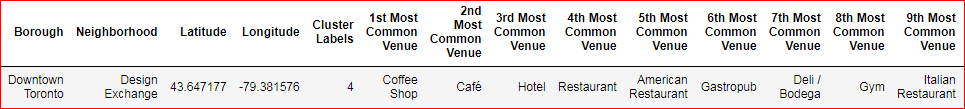 Borough Neighborhood Latitude Longitude Cluster Labels 1st Most Common Venue 2nd Most Common Venue 3rd Most Common Venue 4th Most Common Venue 5th Most Common Venue 6th Most Common Venue 7th Most Common Venue 8th Most Common Venue 9th Most Common Venue
Downtown Toronto Design Exchange 43.647177 -79.381576 4 Coffee Shop Café Hotel Restaurant American Restaurant Gastropub Deli / Bodega Gym Italian Restaurant